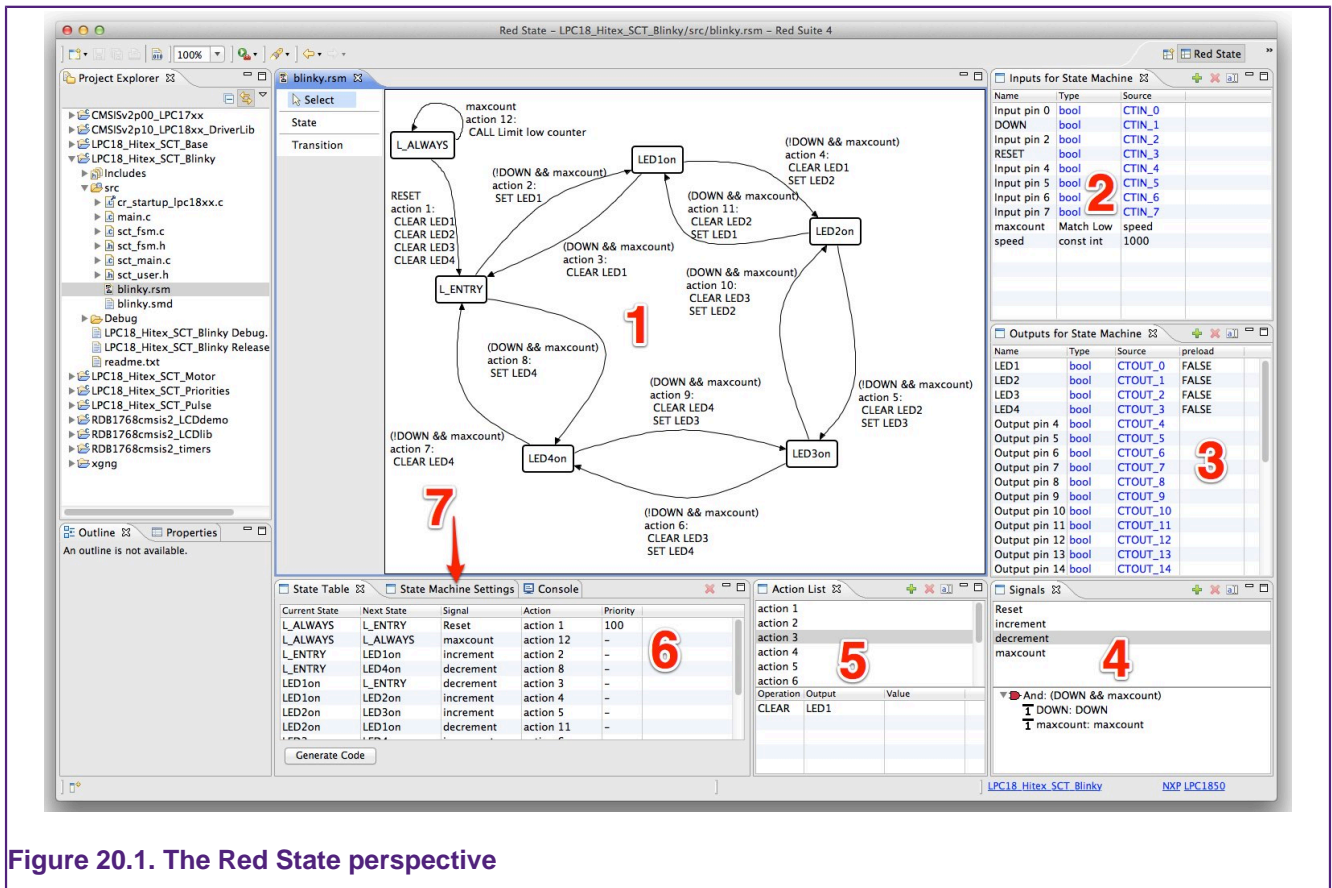 Red State – LPC18_Hitex_SCT_Blinky/src/blinky.rsm – Red Suite 4
100%
Red State
»
Project Explorer
CMSISv2p00_LPC17xx
CMSISv2p10_LPC18xx_DriverLib
LPC18_Hitex_SCT_Base
LPC18_Hitex_SCT_Blinky
Includes
src
cr_startup_lpc18xx.c
main.c
sct_fsm.c
sct_fsm.h
sct_main.c
sct_user.h
blinky.rsm
blinky.smd
Debug
LPC18_Hitex_SCT_Blinky Debug.
LPC18_Hitex_SCT_Blinky Release
readme.txt
LPC18_Hitex_SCT_Motor
LPC18_Hitex_SCT_Priorities
LPC18_Hitex_SCT_Pulse
RDB1768cmsis2_LCDdemo
RDB1768cmsis2_LCDlib
RDB1768cmsis2_timers
xgng
Outline Properties
An outline is not available.
blinky.rsm
Select
State
Transition
maxcount
action 12:
CALL Limit low counter
L_ALWAYS
RESET
action 1:
CLEAR LED1
CLEAR LED2
CLEAR LED3
CLEAR LED4
(!DOWN && maxcount)
action 2:
SET LED1
LED1on
(!DOWN && maxcount)
action 4:
CLEAR LED1
SET LED2
(DOWN && maxcount)
action 11:
CLEAR LED2
SET LED1
LED2on
(DOWN && maxcount)
action 3:
CLEAR LED1
L_ENTRY
(DOWN && maxcount)
action 10:
CLEAR LED3
SET LED2
1
(DOWN && maxcount)
action 8:
SET LED4
(DOWN && maxcount)
action 9:
CLEAR LED4
SET LED3
(!DOWN && maxcount)
action 5:
CLEAR LED2
SET LED3
(!DOWN && maxcount)
action 7:
CLEAR LED4
LED4on
LED3on
7
(!DOWN && maxcount)
action 6:
CLEAR LED3
SET LED4
Inputs for State Machine
Name Type Source
Input pin 0 bool CTIN_0
DOWN bool CTIN_1
Input pin 2 bool CTIN_2
RESET bool CTIN_3
Input pin 4 bool CTIN_4
Input pin 5 bool CTIN_5
Input pin 6 bool CTIN_6
Input pin 7 bool CTIN_7
maxcount Match Low speed
speed const int 1000
2
Outputs for State Machine
Name Type Source preload
LED1 bool CTOUT_0 FALSE
LED2 bool CTOUT_1 FALSE
LED3 bool CTOUT_2 FALSE
LED4 bool CTOUT_3 FALSE
Output pin 4 bool CTOUT_4
Output pin 5 bool CTOUT_5
Output pin 6 bool CTOUT_6
Output pin 7 bool CTOUT_7
Output pin 8 bool CTOUT_8
Output pin 9 bool CTOUT_9
Output pin 10 bool CTOUT_10
Output pin 11 bool CTOUT_11
Output pin 12 bool CTOUT_12
Output pin 13 bool CTOUT_13
Output pin 14 bool CTOUT_14
3
State Table State Machine Settings Console
Current State Next State Signal Action Priority
L_ALWAYS L_ENTRY Reset action 1 100
L_ALWAYS L_ALWAYS maxcount action 12 –
L_ENTRY LED1on increment action 2 –
L_ENTRY LED4on decrement action 8 –
LED1on L_ENTRY decrement action 3 –
LED1on LED2on increment action 4 –
LED2on LED3on increment action 5 –
LED2on LED1on decrement action 11 –
6
Generate Code
Action List
action 1
action 2
action 3
action 4
action 5
action 6
5
Operation Output Value
CLEAR LED1
Signals
Reset
increment
decrement
maxcount
4
And: (DOWN && maxcount)
1 DOWN: DOWN
1 maxcount: maxcount
LPC18_Hitex_SCT_Blinky NXP LPC1850
Figure 20.1. The Red State perspective